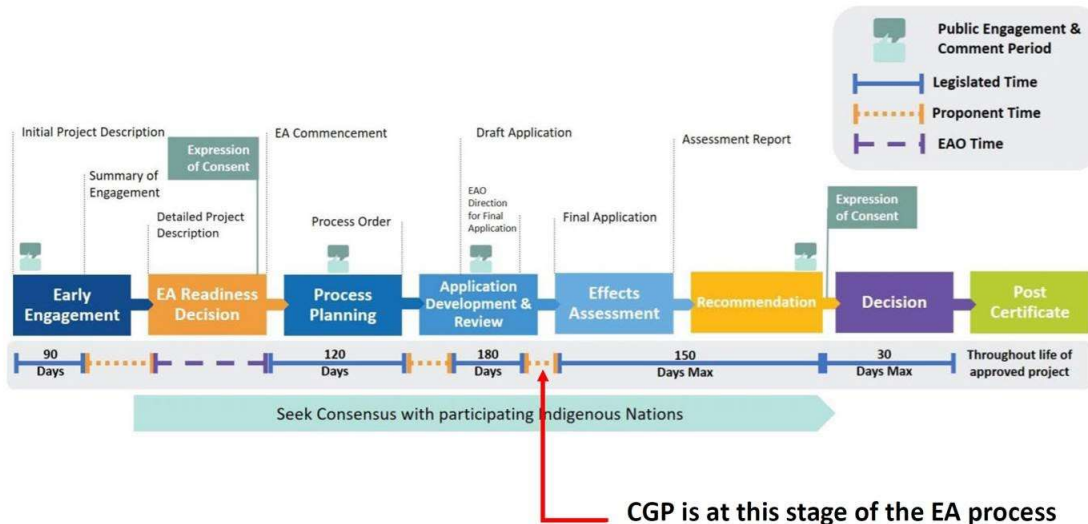 Public Engagement &
Comment Period
Legislated Time
Proponent Time
EAO Time
Initial Project Description
Summary of
Engagement
Detailed Project
Description
Expression
of Consent
EA Commencement
Process Order
Draft Application
EAO
Direction
for Final
Application
Final Application
Assessment Report
Expression
of Consent
Early
Engagement
EA Readiness
Decision
Process
Planning
Application
Development &
Review
Effects
Assessment
Recommendation
Decision
Post
Certificate
90
Days
120
Days
180
Days
150
Days Max
30
Days Max
Throughout life of
approved project
Seek Consensus with participating Indigenous Nations
CGP is at this stage of the EA process